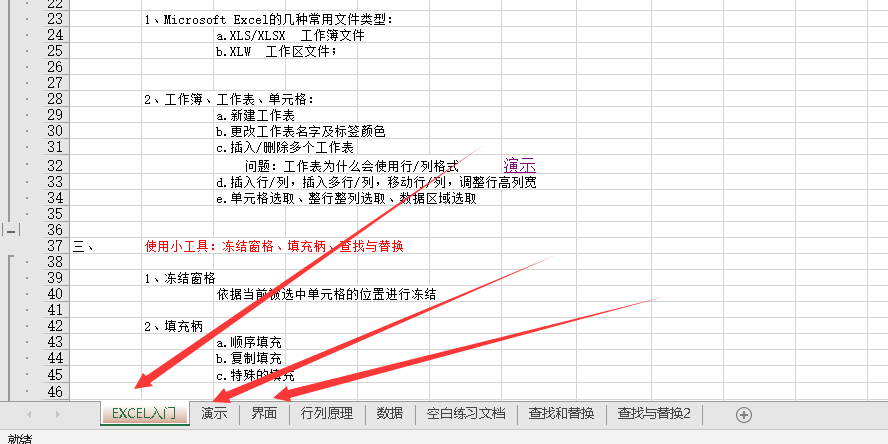 22
23 1、Microsoft Excel的几种常用文件类型：
24 a.XLS/XLSX 工作簿文件
25 b.XLW 工作区文件；
26
27
28 2、工作簿、工作表、单元格：
29 a.新建工作表
30 b.更改工作表名字及标签颜色
31 c.插入/删除多个工作表
32 问题：工作表为什么会使用行/列格式 演示
33 d.插入行/列，插入多行/列，移动行/列，调整行高列宽
34 e.单元格选取、整行整列选取、数据区域选取
35
36
37 三、 使用小工具：冻结窗格、填充柄、查找与替换
38
39 1、冻结窗格
40 依据当前被选中单元格的位置进行冻结
41
42 2、填充柄
43 a.顺序填充
44 b.复制填充
45 c.特殊的填充
46
EXCEL入门 演示 界面 行列原理 数据 空白练习文档 查找和替换 查找与替换2
就绪